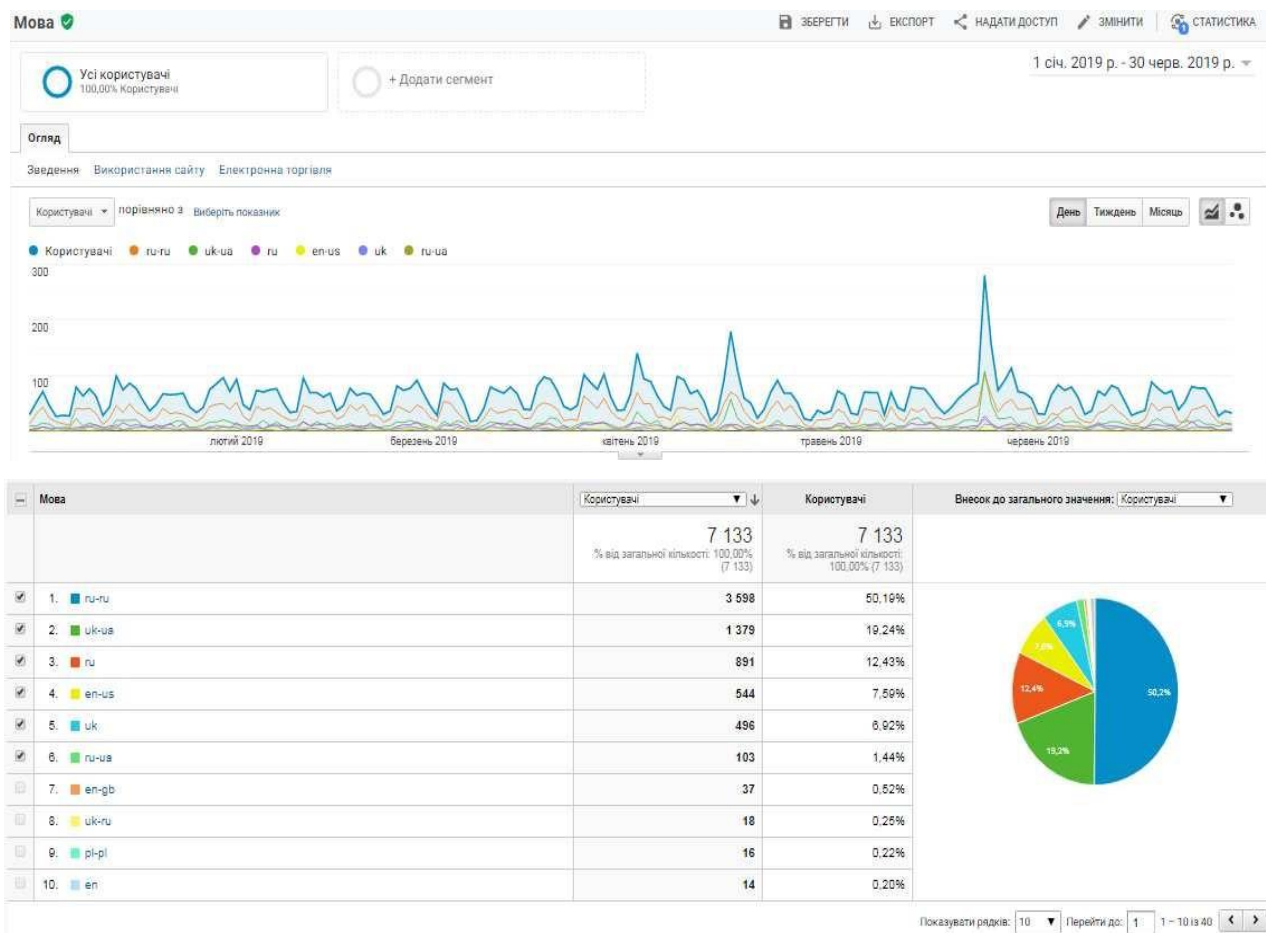 Мова
ЗБЕРЕГТИ ЕКСПОРТ НАДАТИ ДОСТУП ЗМІНИТИ 1 СТАТИСТИКА
Усі користувачі
100,00% Користувачі
+ Додати сегмент
1 січ. 2019 р. - 30 черв. 2019 р.
Огляд
Зведення Використання сайту Електронна торгівля
Користувачі порівняно з Виберіть показник
День Тиждень Місяць
Користувачі ru-ru uk-ua ru en-us uk ru-ua
300
200
100
лютий 2019 березень 2019 квітень 2019 травень 2019 червень 2019
Мова Користувачі Користувачі Внесок до загального значення: Користувачі
7 133 7 133
% від загальної кількості: 100,00% (7 133)
% від загальної кількості: 100,00% (7 133)
1. ru-ru 3 598 50,19%
2. uk-ua 1 379 19,24%
3. ru 891 12,43%
4. en-us 544 7,59%
5. uk 496 6,92%
6. ru-ua 103 1,44%
7. en-gb 37 0,52%
8. uk-ru 18 0,25%
9. pl-pl 16 0,22%
10. en 14 0,20%
6,9%
7,6%
12,4%
50,2%
19,2%
Показувати рядків: 10 Перейти до: 1 1 – 10 із 40